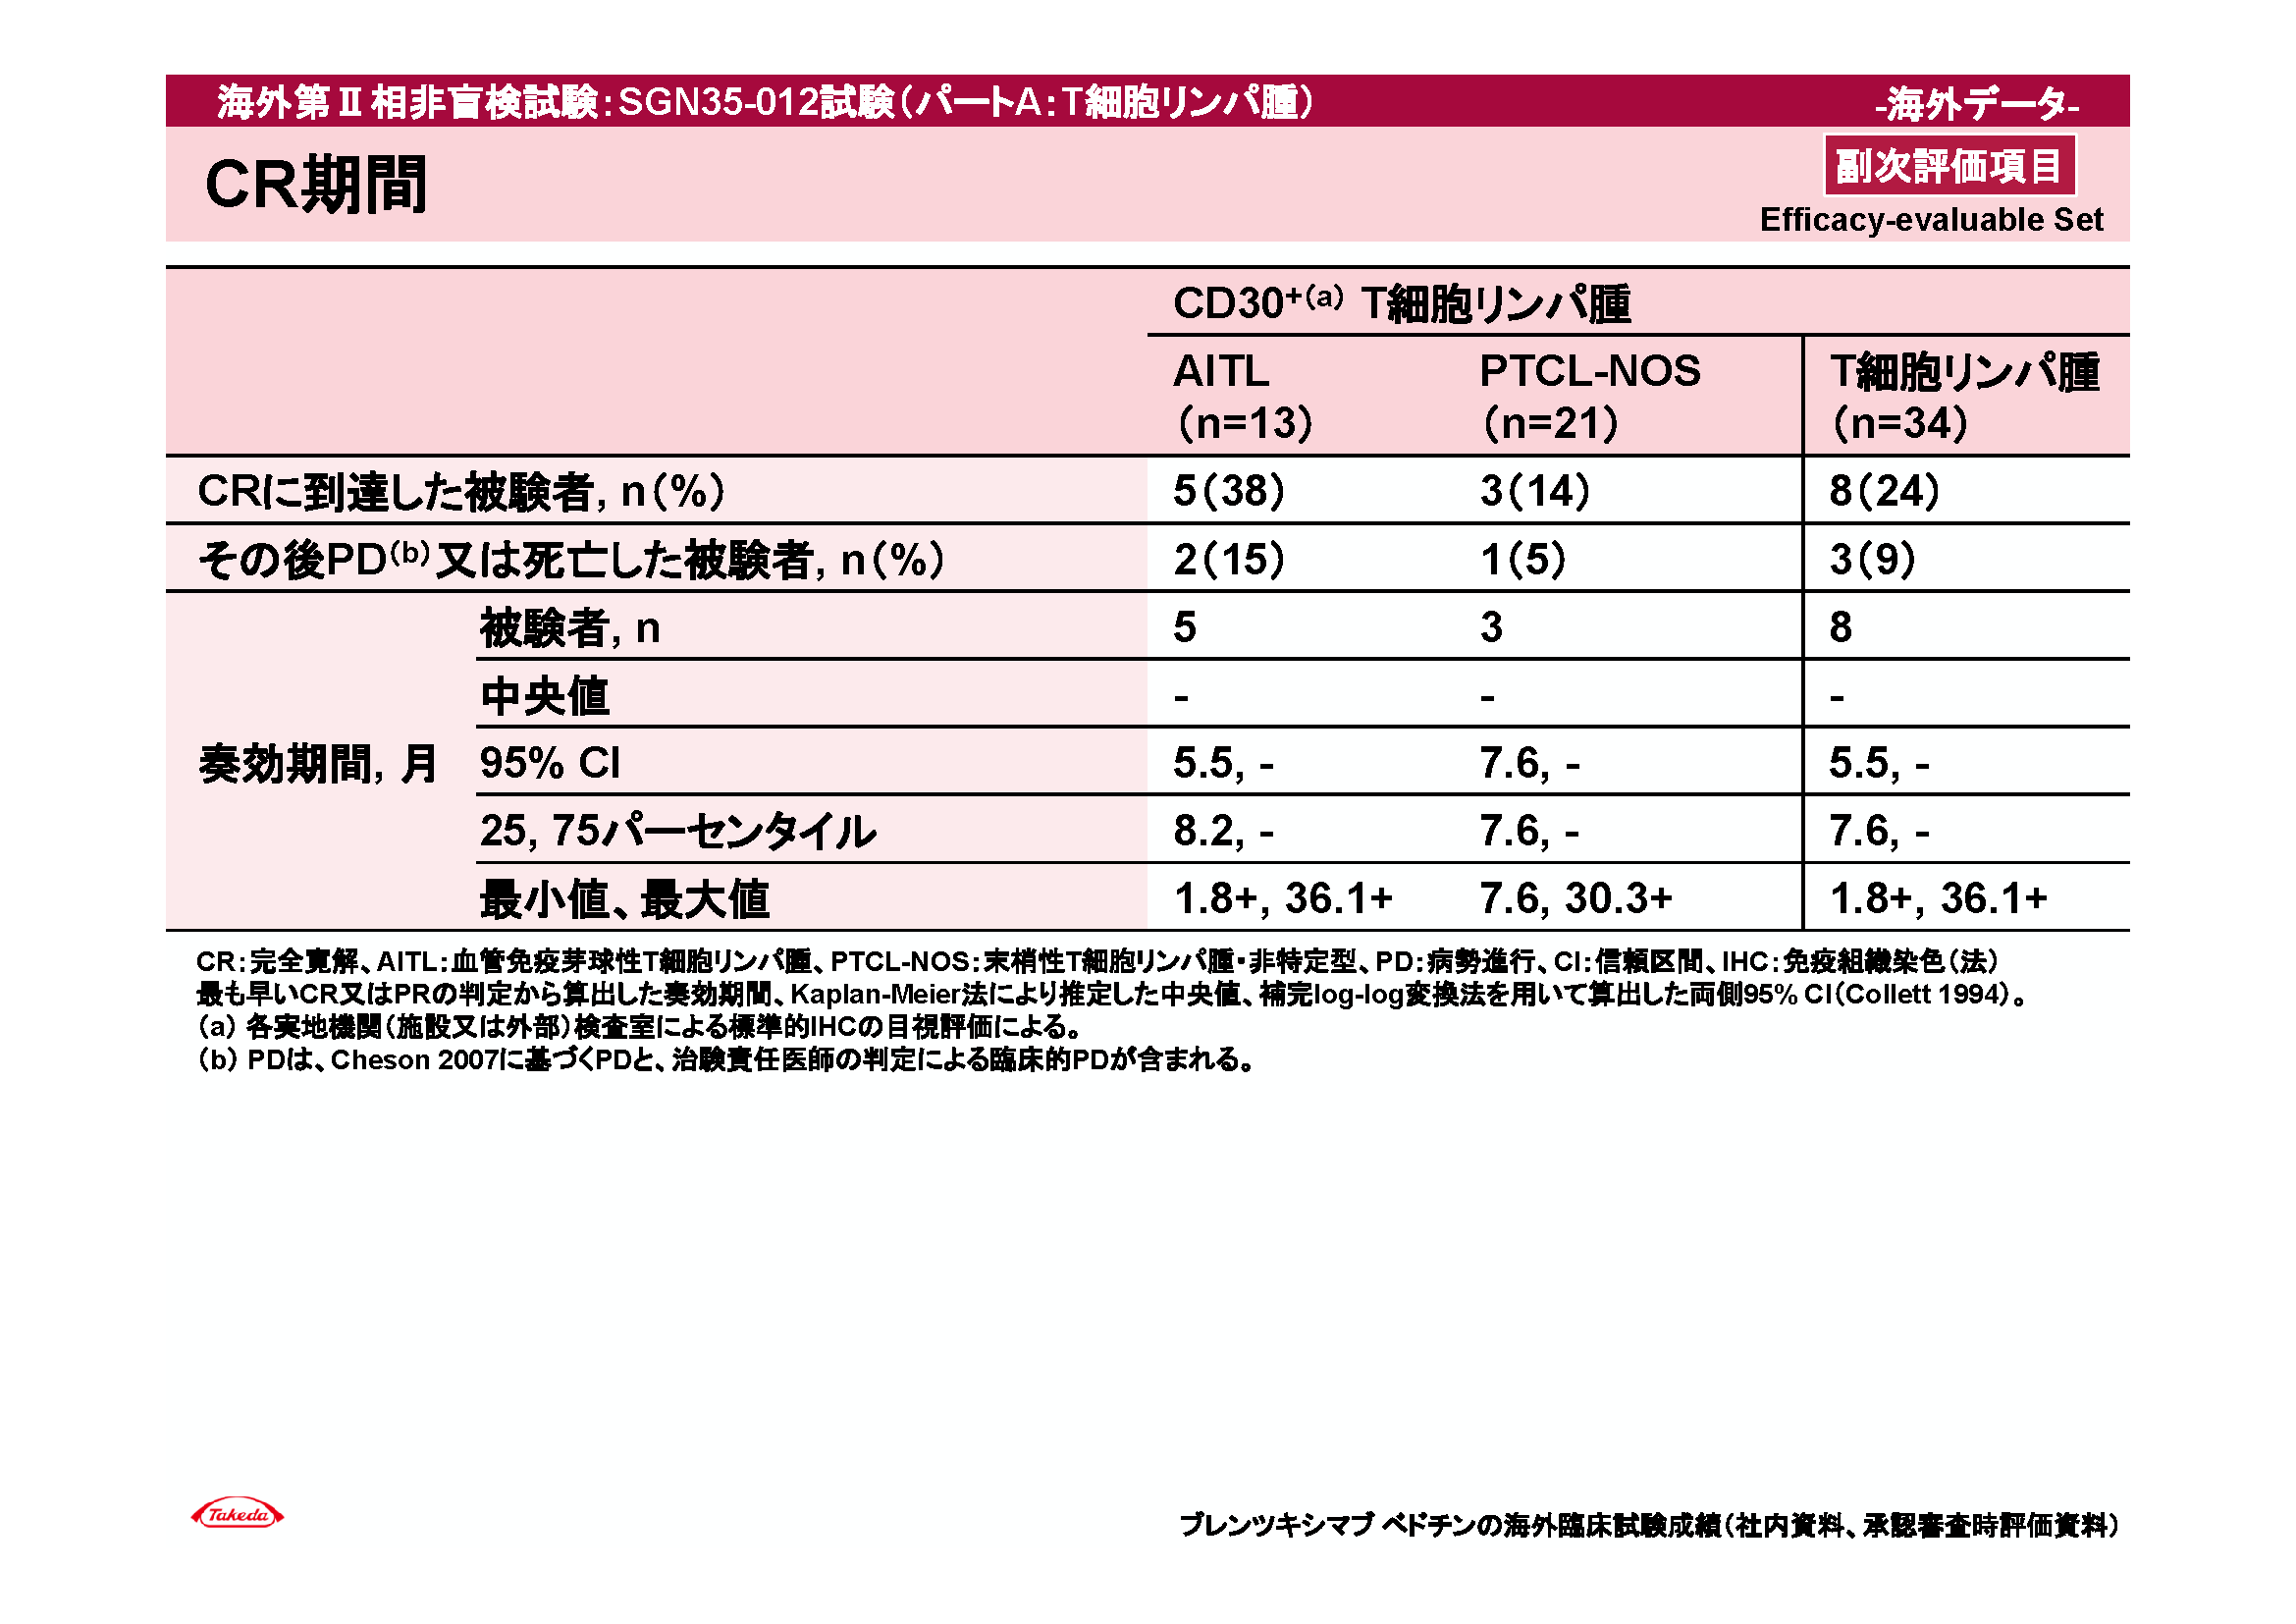 海外第Ⅱ相非盲検試験：SGN35-012試験（パートA：T細胞リンパ腫）
-海外データ-
CR期間
副次評価項目
Efficacy-evaluable Set
CD30+（a） T細胞リンパ腫
AITL PTCL-NOS T細胞リンパ腫
（n=13） （n=21） （n=34）
CRに到達した被験者, n（%） 5（38） 3（14） 8（24）
その後PD（b）又は死亡した被験者, n（%） 2（15） 1（5） 3（9）
被験者, n 5 3 8
中央値 - - -
奏効期間, 月 95% CI 5.5, - 7.6, - 5.5, -
25, 75パーセンタイル 8.2, - 7.6, - 7.6, -
最小値、最大値 1.8+, 36.1+ 7.6, 30.3+ 1.8+, 36.1+
CR：完全寛解、AITL：血管免疫芽球性T細胞リンパ腫、PTCL-NOS：末梢性T細胞リンパ腫・非特定型、PD：病勢進行、CI：信頼区間、IHC：免疫組織染色（法）
最も早いCR又はPRの判定から算出した奏効期間、Kaplan-Meier法により推定した中央値、補完log-log変換法を用いて算出した両側95% CI（Collett 1994）。
（a） 各実地機関（施設又は外部）検査室による標準的IHCの目視評価による。
（b） PDは、Cheson 2007に基づくPDと、治験責任医師の判定による臨床的PDが含まれる。
Takeda
ブレンツキシマブ ベドチンの海外臨床試験成績（社内資料、承認審査時評価資料）